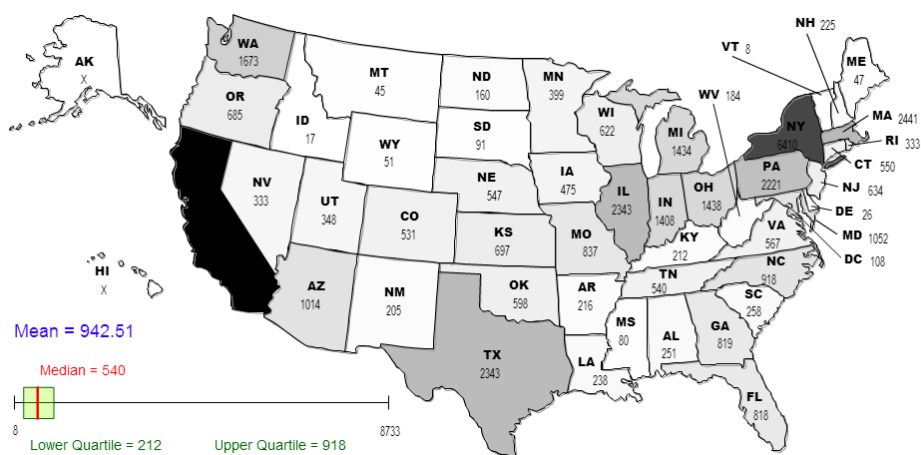 NH 225
VT 8
AK
X
WA
1673
MT
45
ND
160
MN
399
ME
47
OR
685
ID
17
WY
51
SD
91
WI
622
MI
1434
WV 184
NY
6410
MA 2441
RI 333
CT 550
NV
333
UT
348
CO
531
NE
547
IA
475
IL
2343
IN
1408
OH
1438
PA
2221
NJ 634
DE 26
MD 1052
DC 108
KS
697
MO
837
KY
212
VA
567
HI
X
AZ
1014
NM
205
OK
598
AR
216
TN
540
NC
918
SC
258
MS
80
AL
251
GA
819
TX
2343
LA
238
FL
818
Mean = 942.51
Median = 540
8
8733
Lower Quartile = 212
Upper Quartile = 918